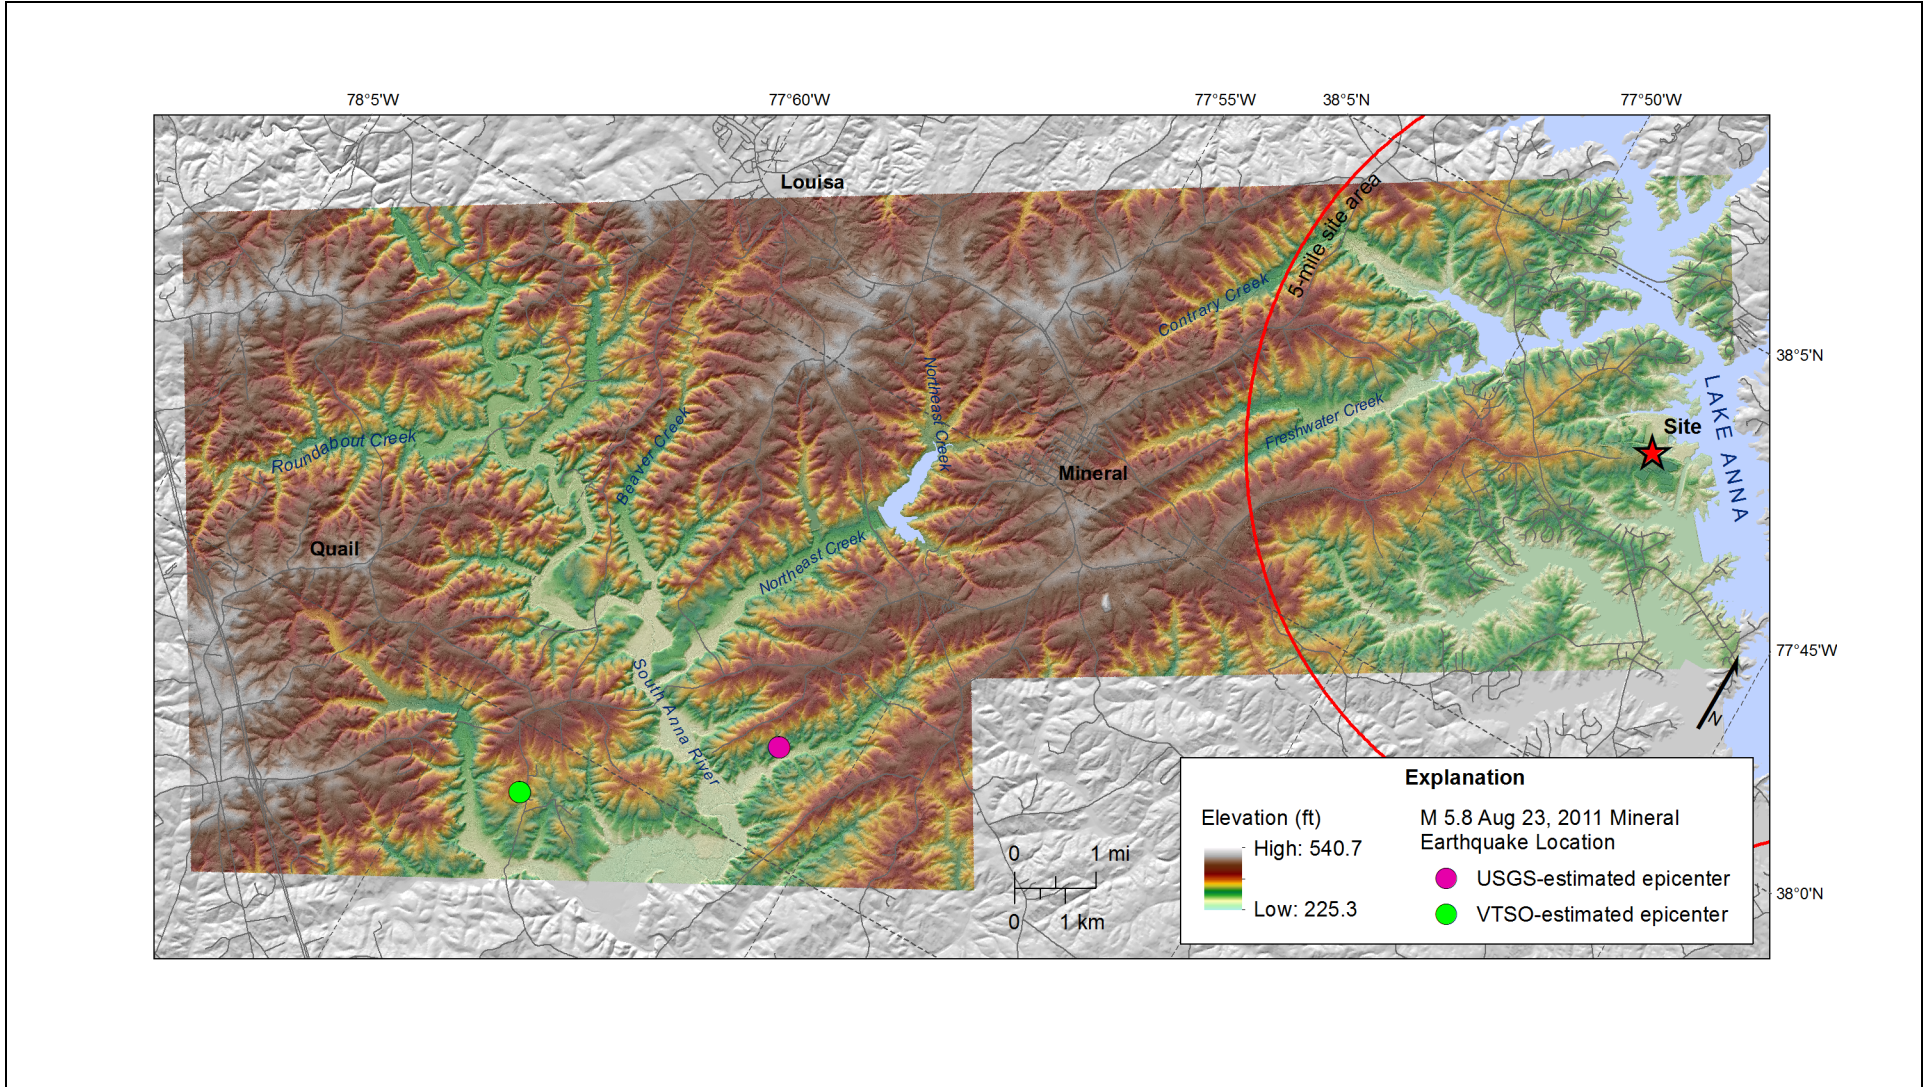 78°5'W
77°60'W
77°55'W
38°5'N
77°50'W
Louisa
5-mile site area
Contrary Creek
38°5'N
Northeast Creek
LAKE ANNA
Freshwater Creek
Site
Roundabout Creek
Beaver Creek
Mineral
Quail
Northeast Creek
77°45'W
South Anna River
N
Explanation
Elevation (ft)
High: 540.7
Low: 225.3
M 5.8 Aug 23, 2011 Mineral
Earthquake Location
USGS-estimated epicenter
VTSO-estimated epicenter
0 1 mi
0 1 km
38°0'N